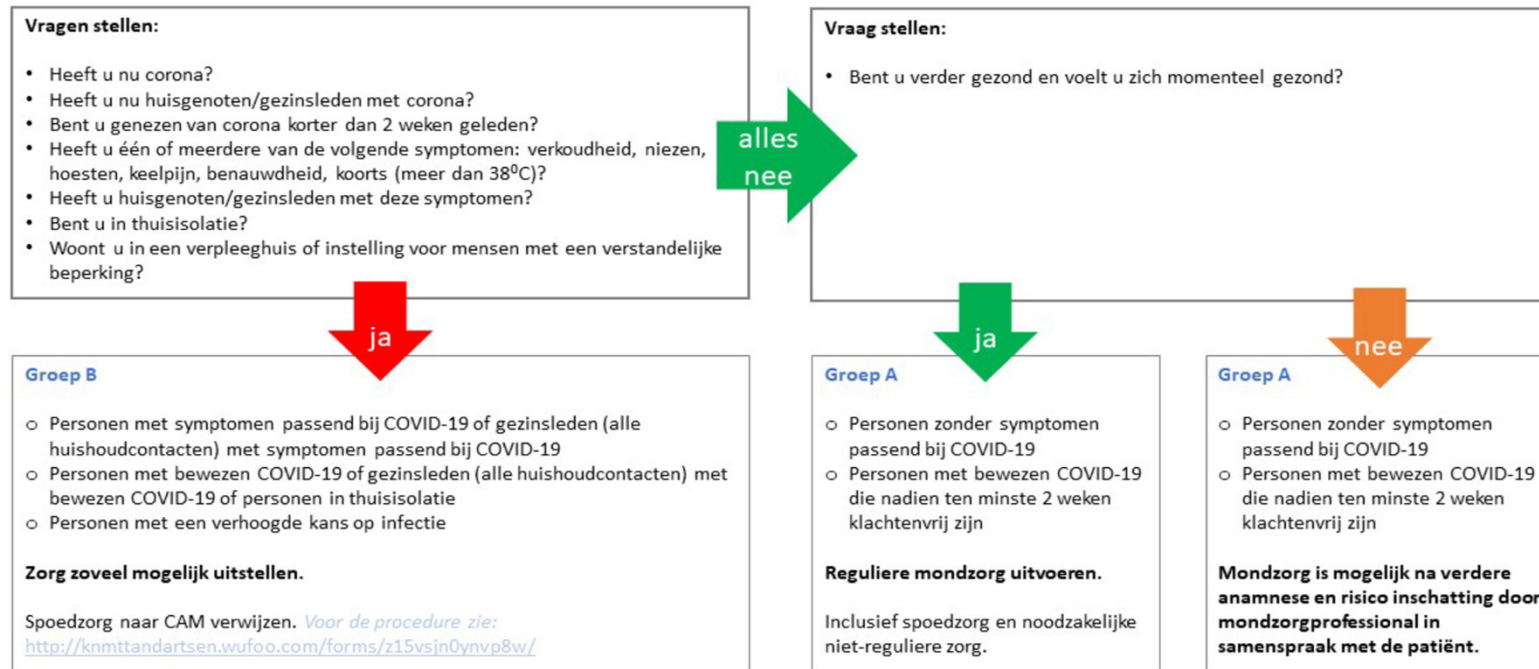 Vragen stellen:
• Heeft u nu corona?
• Heeft u nu huisgenoten/gezinsleden met corona?
• Bent u genezen van corona korter dan 2 weken geleden?
• Heeft u één of meerdere van de volgende symptomen: verkoudheid, niezen,
hoesten, keelpijn, benauwdheid, koorts (meer dan 38⁰C)?
• Heeft u huisgenoten/gezinsleden met deze symptomen?
• Bent u in thuisisolatie?
• Woont u in een verpleeghuis of instelling voor mensen met een verstandelijke
beperking?
alles
nee
Vraag stellen:
• Bent u verder gezond en voelt u zich momenteel gezond?
ja
ja
nee
Groep B
o Personen met symptomen passend bij COVID-19 of gezinsleden (alle
huishoudcontacten) met symptomen passend bij COVID-19
o Personen met bewezen COVID-19 of gezinsleden (alle huishoudcontacten) met
bewezen COVID-19 of personen in thuisisolatie
o Personen met een verhoogde kans op infectie
Zorg zoveel mogelijk uitstellen.
Spoedzorg naar CAM verwijzen. Voor de procedure zie:
http://knmttandartsen.wufoo.com/forms/z15vsjn0ynvp8w/
Groep A
o Personen zonder symptomen
passend bij COVID-19
o Personen met bewezen COVID-19
die nadien ten minste 2 weken
klachtenvrij zijn
Reguliere mondzorg uitvoeren.
Inclusief spoedzorg en noodzakelijke
niet-reguliere zorg.
Groep A
o Personen zonder symptomen
passend bij COVID-19
o Personen met bewezen COVID-19
die nadien ten minste 2 weken
klachtenvrij zijn
Mondzorg is mogelijk na verdere
anamnese en risico inschatting door
mondzorgprofessional in
samenspraak met de patiënt.